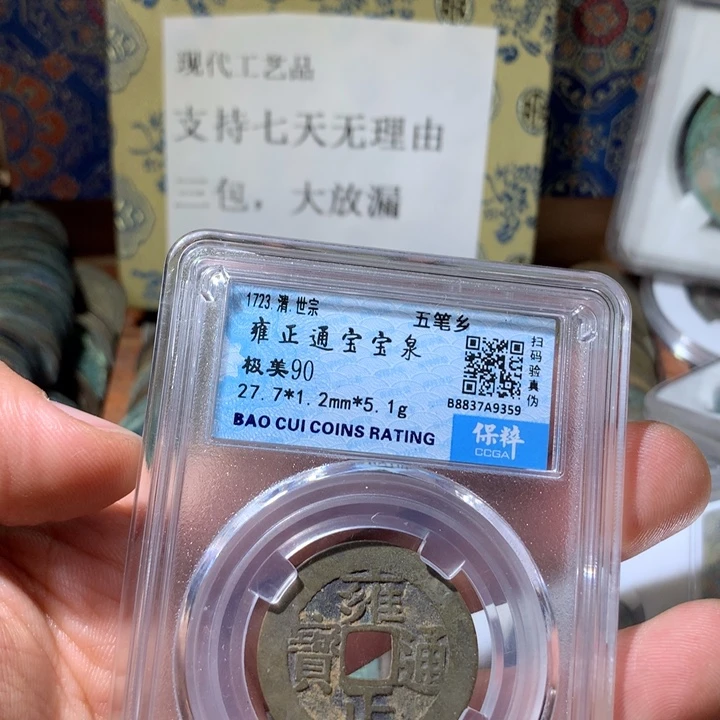 现代工艺品
支持七天无理由
三包，大放漏
1723.清.世宗
五笔乡
雍正通宝宝泉
极美90
27.7*1.2mm*5.1g
BAO CUI COINS RATING
扫码验真伪
B8837A9359
保粹
CCGA
雍正通寶